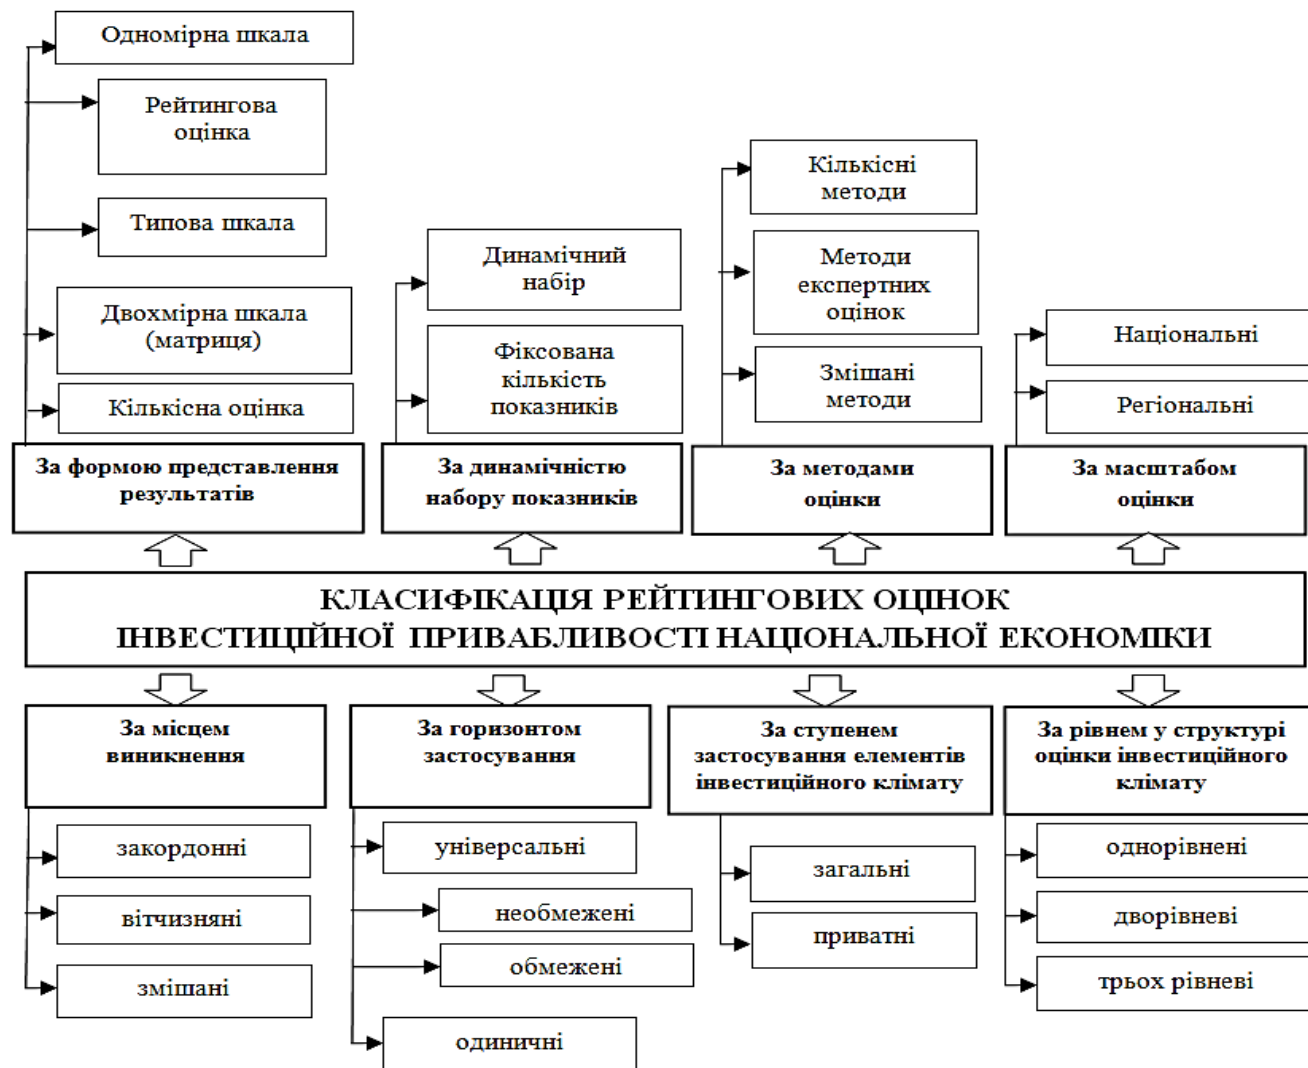 Одномірна шкала
Рейтингова
оцінка
Типова шкала
Двохмірна шкала
(матриця)
Кількісна оцінка
За формою представлення
результатів
Динамічний
набір
Фіксована
кількість
показників
За динамічністю
набору показників
Кількісні
методи
Методи
експертних
оцінок
Змішані
методи
За методами
оцінки
Національні
Регіональні
За масштабом
оцінки
КЛАСИФІКАЦІЯ РЕЙТИНГОВИХ ОЦІНОК
ІНВЕСТИЦІЙНОЇ ПРИВАБЛИВОСТІ НАЦІОНАЛЬНОЇ ЕКОНОМІКИ
За місцем
виникнення
закордонні
вітчизняні
змішані
За горизонтом
застосування
універсальні
необмежені
обмежені
одиничні
За ступенем
застосування елементів
інвестиційного клімату
загальні
приватні
За рівнем у структурі
оцінки інвестиційного
клімату
однорівнені
дворівневі
трьох рівневі